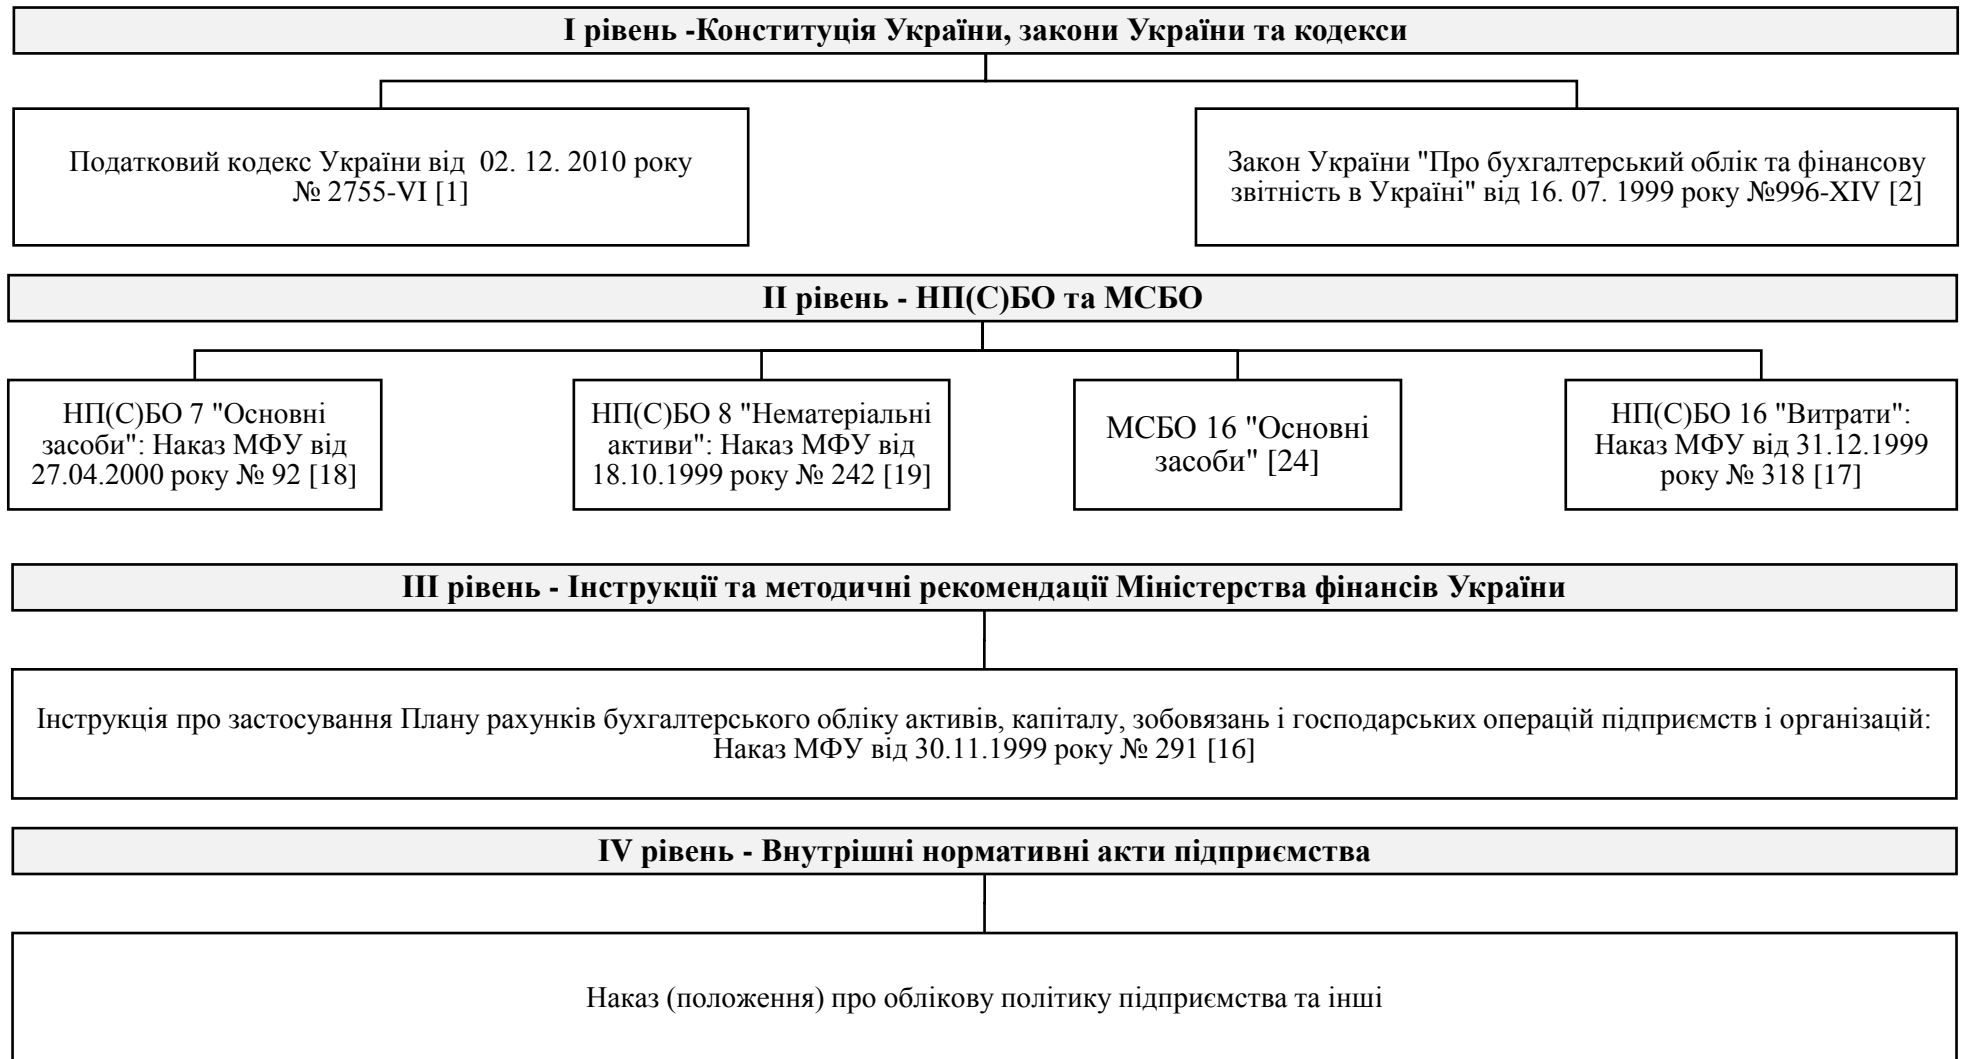 I рівень -Конституція України, закони України та кодекси
Податковий кодекс України від 02. 12. 2010 року
№ 2755-VI [1]
Закон України "Про бухгалтерський облік та фінансову
звітність в Україні" від 16. 07. 1999 року №996-XIV [2]
II рівень - НП(С)БО та МСБО
НП(С)БО 7 "Основні
засоби": Наказ МФУ від
27.04.2000 року № 92 [18]
НП(С)БО 8 "Нематеріальні
активи": Наказ МФУ від
18.10.1999 року № 242 [19]
МСБО 16 "Основні
засоби" [24]
НП(С)БО 16 "Витрати":
Наказ МФУ від 31.12.1999
року № 318 [17]
III рівень - Інструкції та методичні рекомендації Міністерства фінансів України
Інструкція про застосування Плану рахунків бухгалтерського обліку активів, капіталу, зобовязань і господарських операцій підприємств і організацій:
Наказ МФУ від 30.11.1999 року № 291 [16]
IV рівень - Внутрішні нормативні акти підприємства
Наказ (положення) про облікову політику підприємства та інші